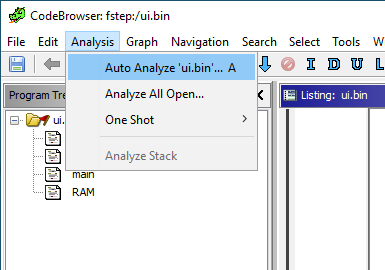 CodeBrowser: fstep:/ui.bin
File Edit Analysis Graph Navigation Search Select Tools
I D U L
Auto Analyze 'ui.bin'... A
Analyze All Open...
One Shot
Analyze Stack
Program Tre
ui.
main
RAM
Listing: ui.bin